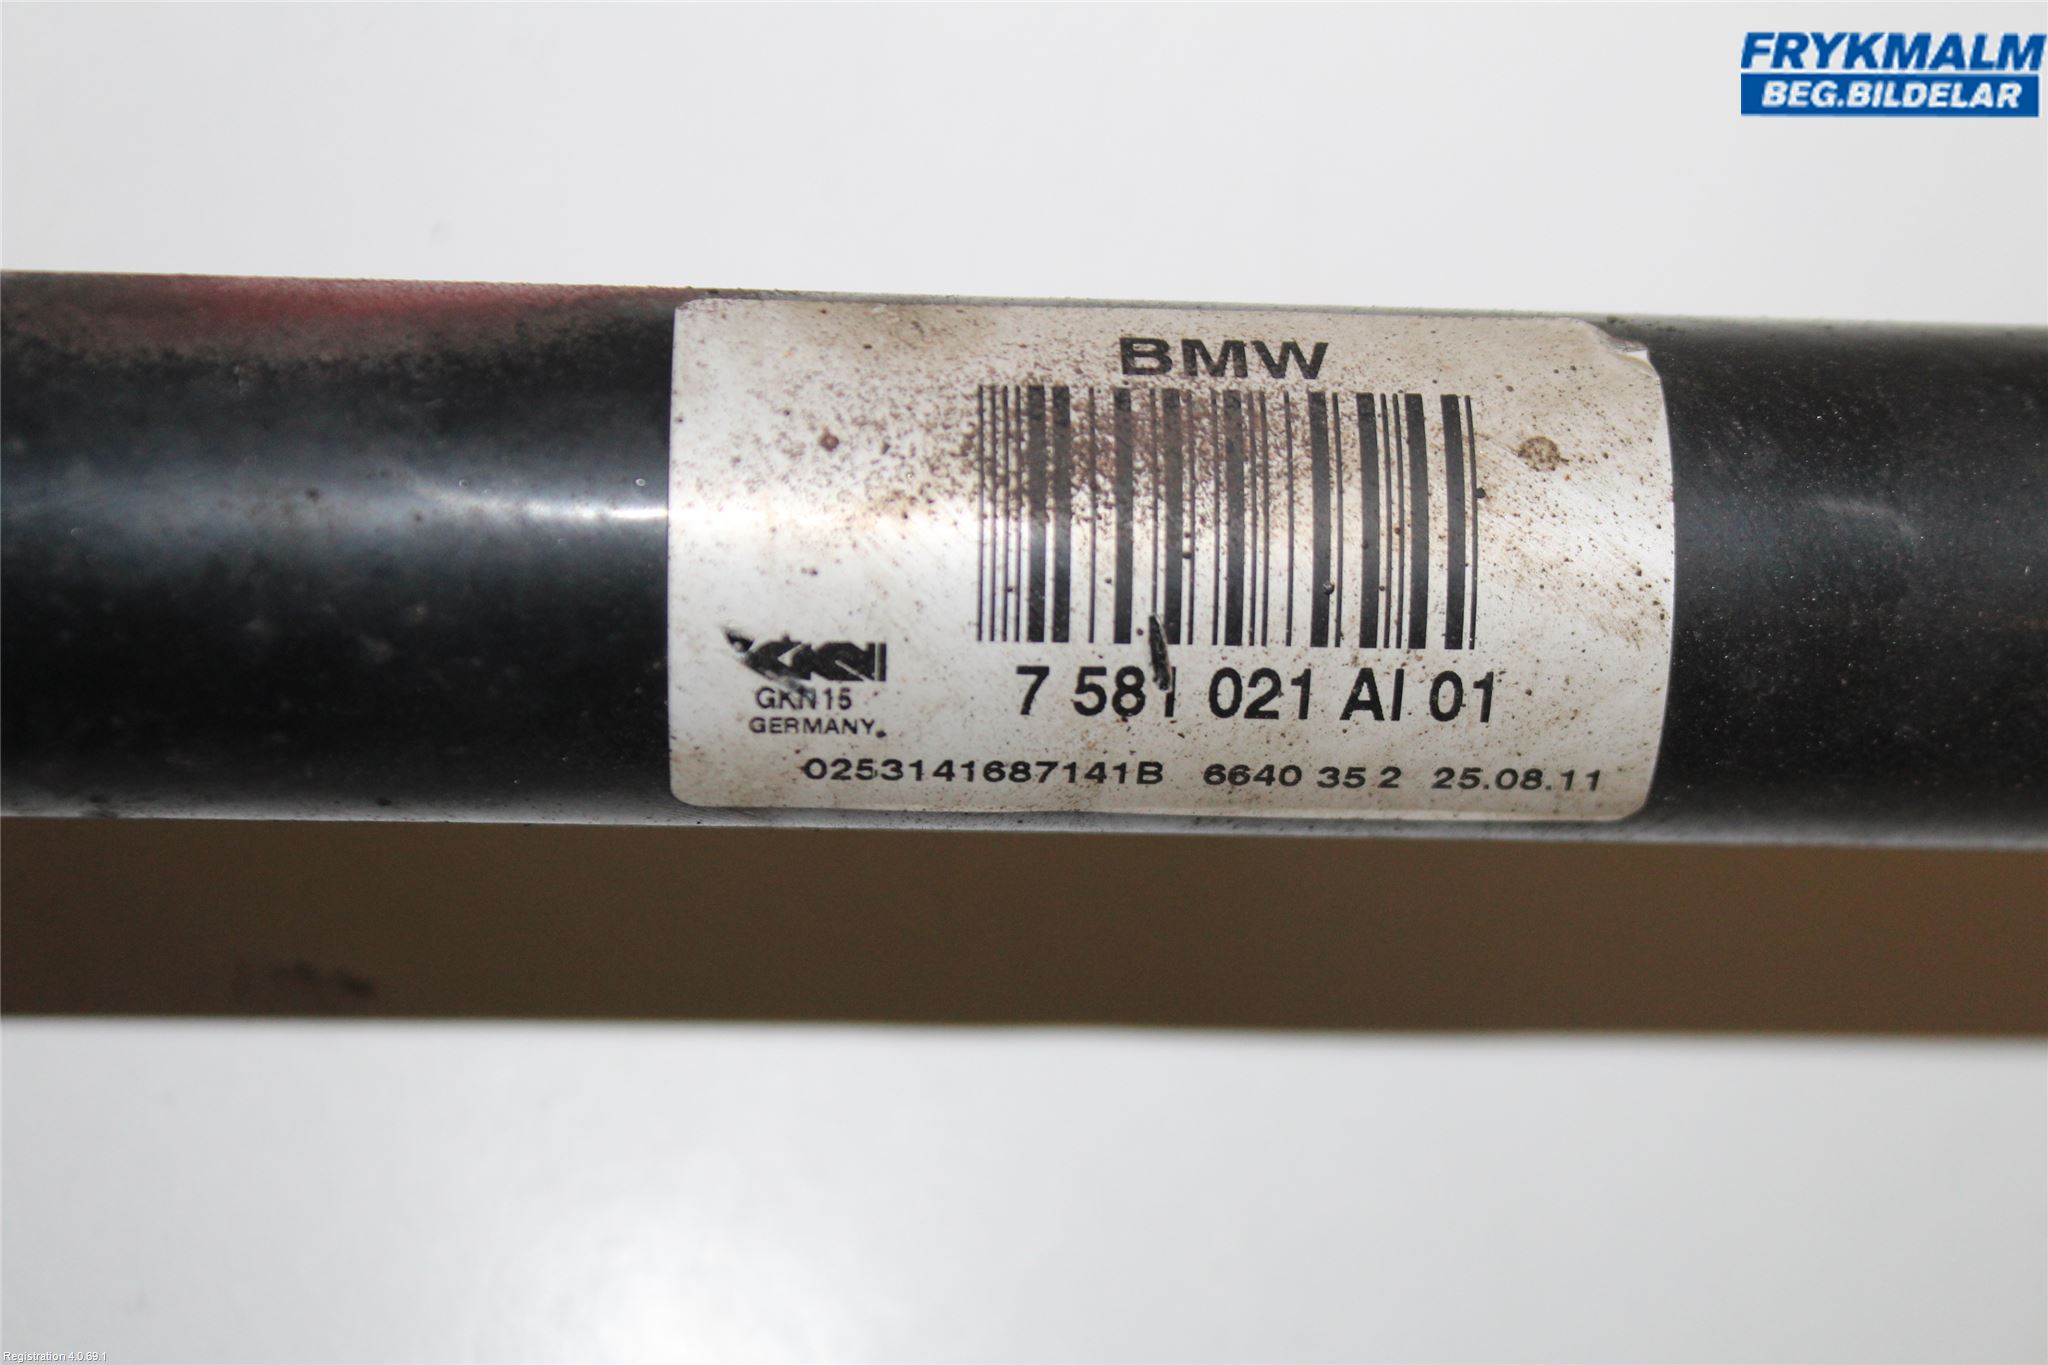 FRYKMALM
BEG.BILDELAR
BMW
GKN
GKN15
GERMANY
7 581 021 AI 01
0253141687141B 6640 35 2 25.08.11
Registration 4.0.69.1